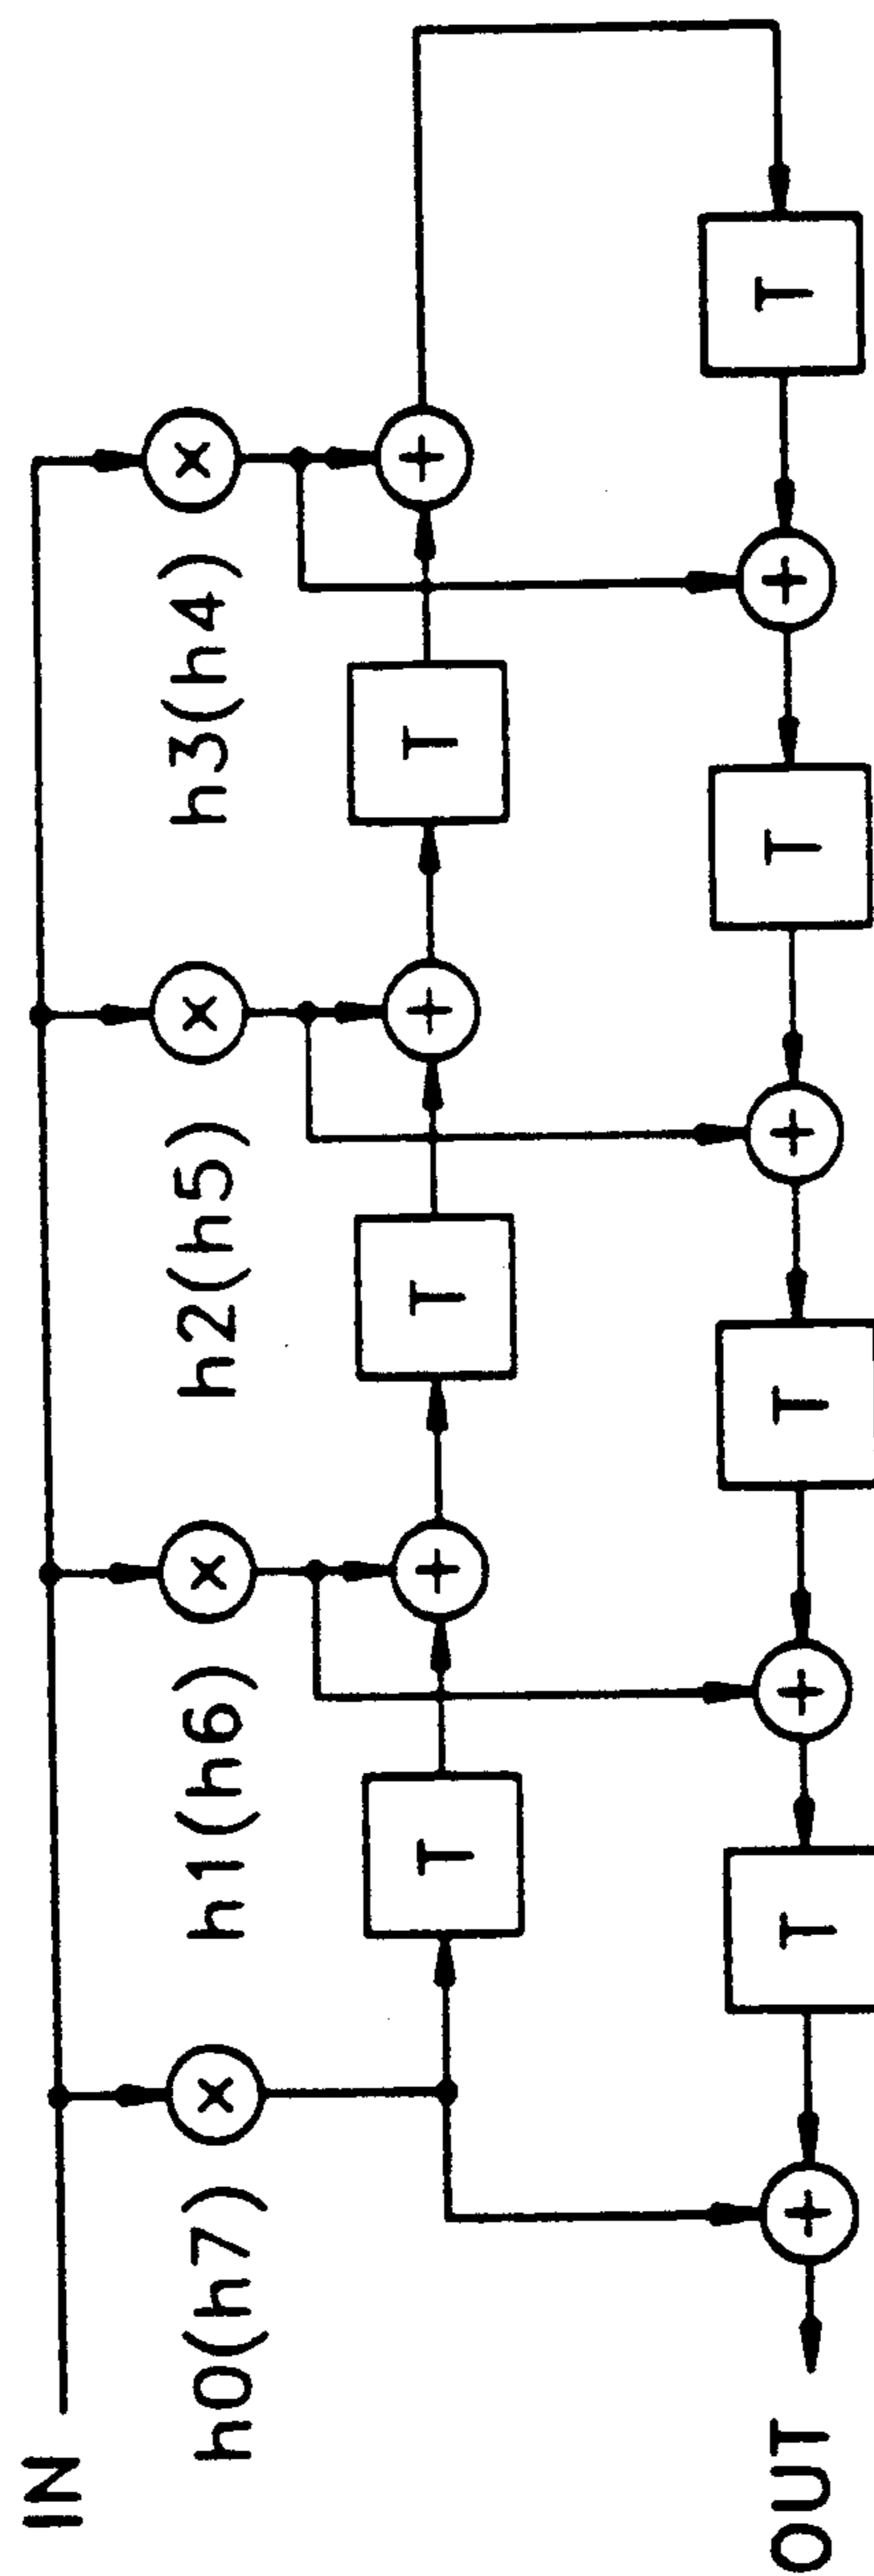 IN
h0(h7)
h1(h6)
h2(h5)
h3(h4)
×
×
×
×
T
+
T
+
T
+
OUT
+
T
+
T
+
T
+
T